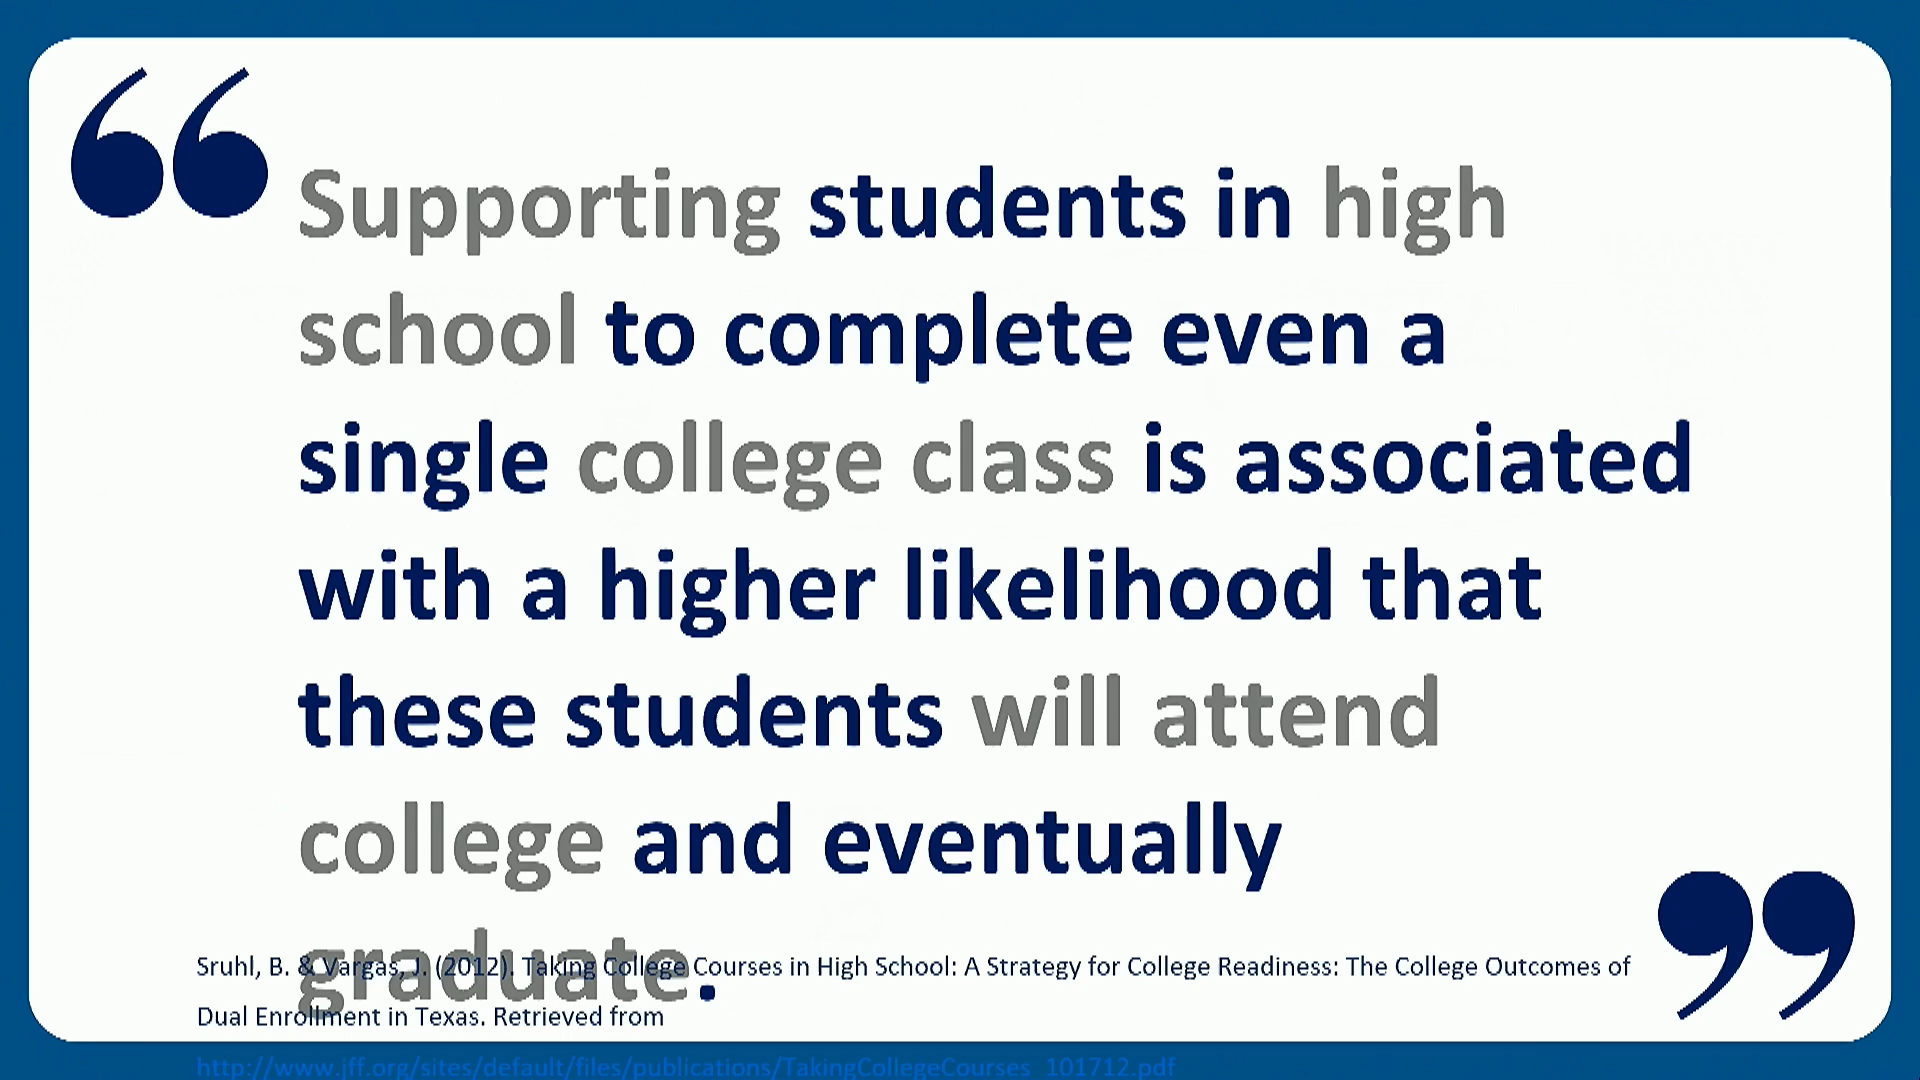 “
Supporting students in high
school to complete even a
single college class is associated
with a higher likelihood that
these students will attend
college and eventually
graduate.
”
Sruhl, B. & Vargas, J. (2012). Taking College Courses in High School: A Strategy for College Readiness: The College Outcomes of
Dual Enrollment in Texas. Retrieved from
http://www.jff.org/sites/default/files/publications/TakingCollegeCourses_101712.pdf